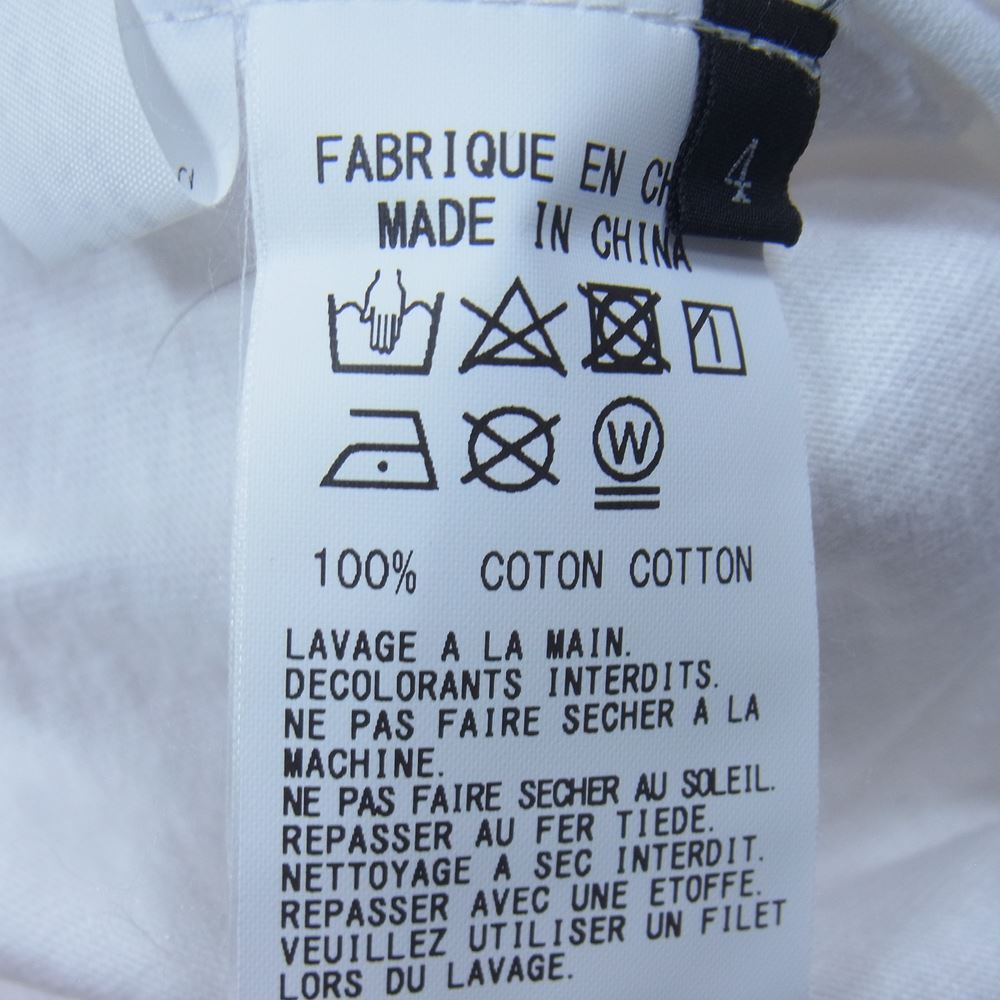 4
FABRIQUE EN
MADE IN CHINA
W
100% COTON COTTON
LAVAGE A LA MAIN.
DECOLORANTS INTERDITS.
NE PAS FAIRE SECHER A LA
MACHINE.
NE PAS FAIRE SECHER AU SOLEIL.
REPASSER AU FER TIEDE.
NETTOYAGE A SEC INTERDIT.
REPASSER AVEC UNE ETOFFE.
VEUILLEZ UTILISER UN FILET
LORS DU LAVAGE.